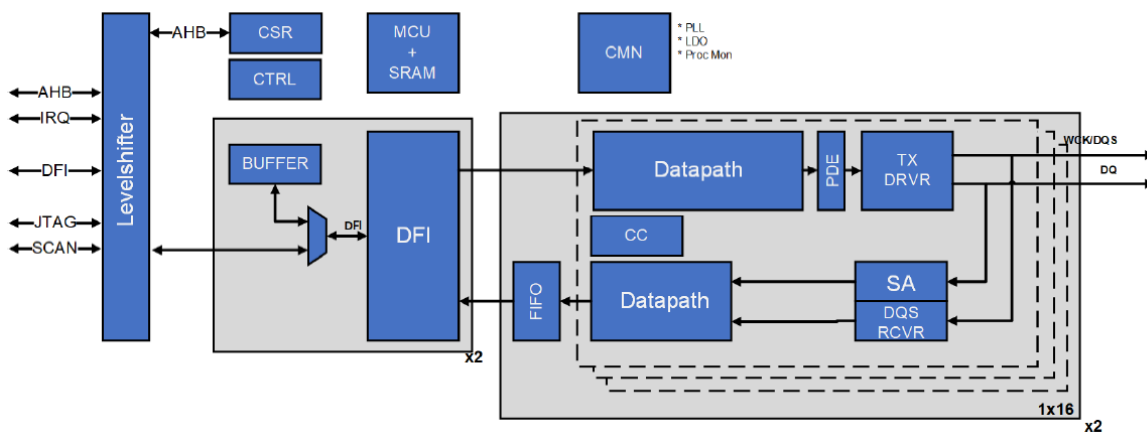 AHB
CSR
MCU
+
SRAM
CMN
* PLL
* LDO
* Proc Mon
CTRL
AHB
IRQ
DFI
JTAG
SCAN
Levelshifter
BUFFER
DFI
DFI
x2
Datapath
PDE
TX
DRVR
WCK/DQS
DQ
CC
FIFO
Datapath
SA
DQS
RCVR
1x16
x2